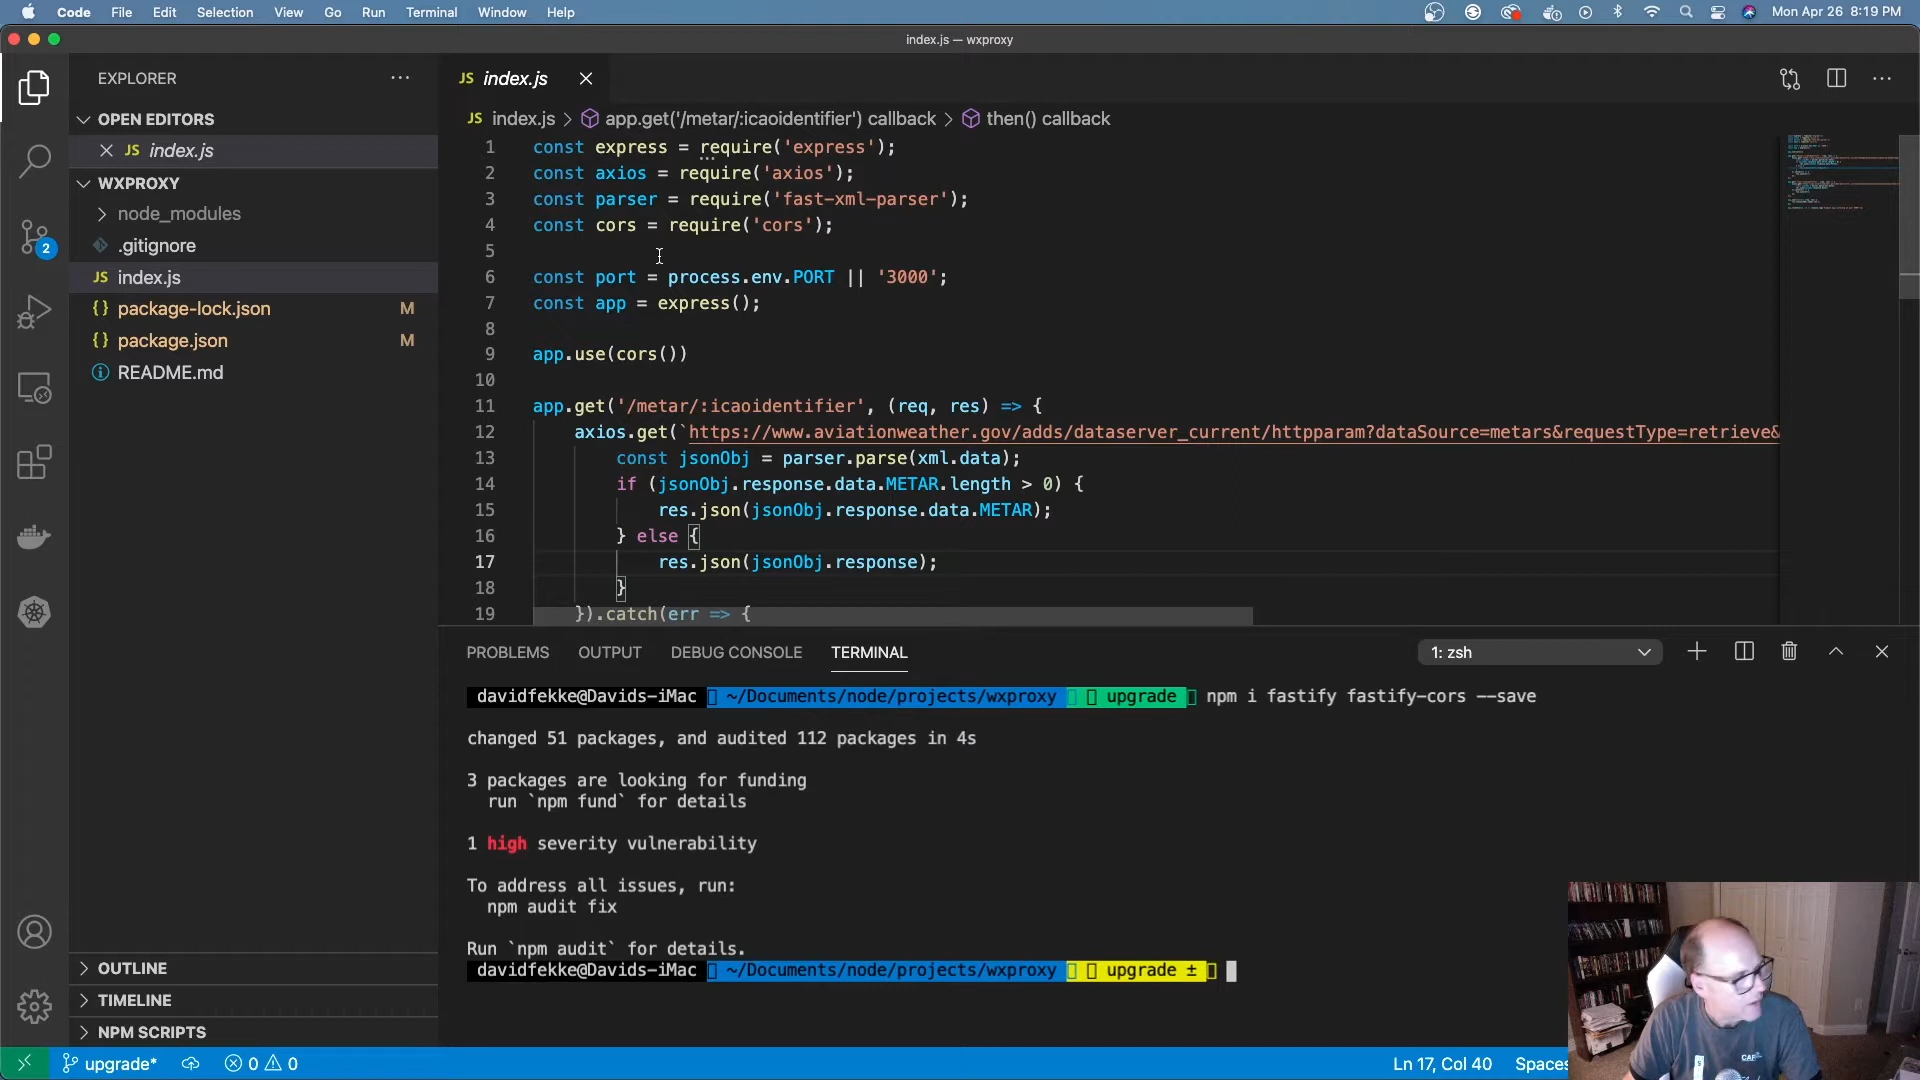 Code File Edit Selection View Go Run Terminal Window Help Mon Apr 26 8:19 PM
index.js — wxproxy
EXPLORER
OPEN EDITORS
JS index.js
WXPROXY
node_modules
.gitignore
JS index.js
{} package-lock.json M
{} package.json M
README.md
2
OUTLINE
TIMELINE
NPM SCRIPTS
JS index.js
JS index.js > app.get('/metar/:icaoidentifier') callback > then() callback
1 const express = require('express');
2 const axios = require('axios');
3 const parser = require('fast-xml-parser');
4 const cors = require('cors');
5
6 const port = process.env.PORT || '3000';
7 const app = express();
8
9 app.use(cors())
10
11 app.get('/metar/:icaoidentifier', (req, res) => {
12 axios.get(`https://www.aviationweather.gov/adds/dataserver_current/httpparam?dataSource=metars&requestType=retrieve&
13 const jsonObj = parser.parse(xml.data);
14 if (jsonObj.response.data.METAR.length > 0) {
15 res.json(jsonObj.response.data.METAR);
16 } else {
17 res.json(jsonObj.response);
18 }
19 }).catch(err => {
PROBLEMS OUTPUT DEBUG CONSOLE TERMINAL 1: zsh
davidfekke@Davids-iMac ~/Documents/node/projects/wxproxy upgrade npm i fastify fastify-cors --save
changed 51 packages, and audited 112 packages in 4s
3 packages are looking for funding
run `npm fund` for details
1 high severity vulnerability
To address all issues, run:
npm audit fix
Run `npm audit` for details.
davidfekke@Davids-iMac ~/Documents/node/projects/wxproxy upgrade ±
upgrade* 0 0 Ln 17, Col 40 Spaces